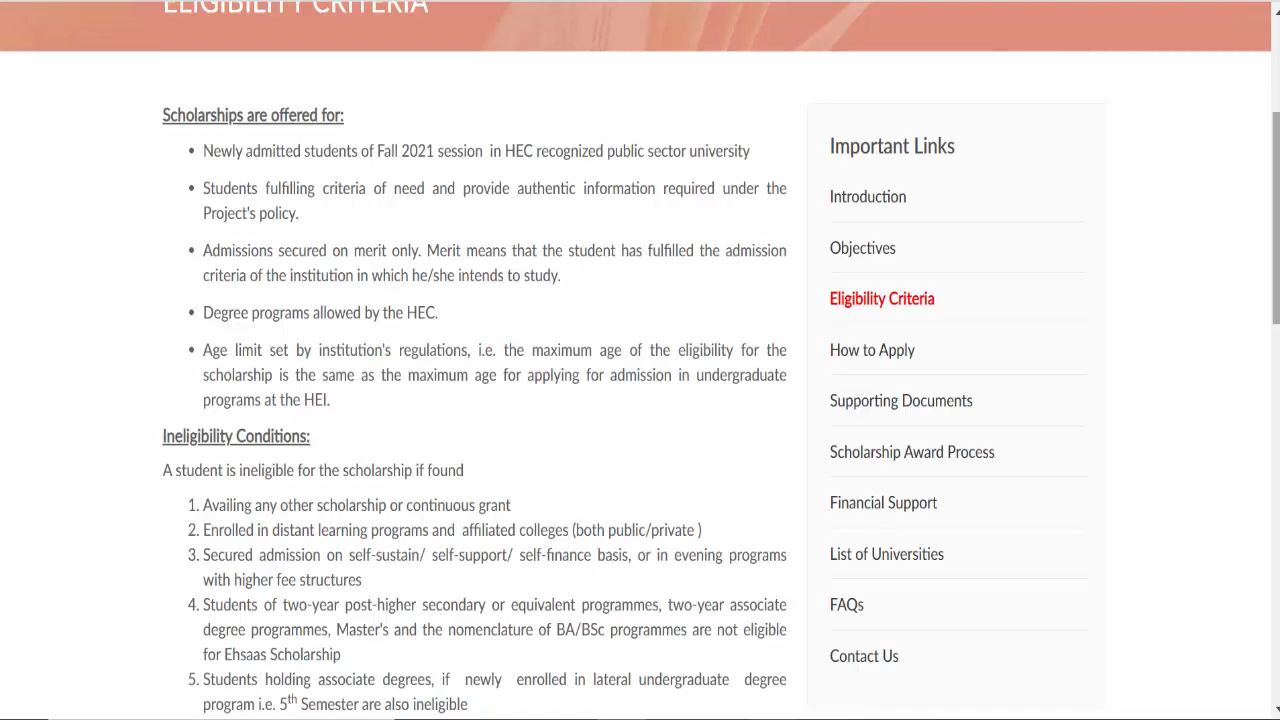 ELIGIBILITY CRITERIA
Scholarships are offered for:
• Newly admitted students of Fall 2021 session in HEC recognized public sector university
• Students fulfilling criteria of need and provide authentic information required under the
Project's policy.
• Admissions secured on merit only. Merit means that the student has fulfilled the admission
criteria of the institution in which he/she intends to study.
• Degree programs allowed by the HEC.
• Age limit set by institution's regulations, i.e. the maximum age of the eligibility for the
scholarship is the same as the maximum age for applying for admission in undergraduate
programs at the HEI.
Ineligibility Conditions:
A student is ineligible for the scholarship if found
1. Availing any other scholarship or continuous grant
2. Enrolled in distant learning programs and affiliated colleges (both public/private )
3. Secured admission on self-sustain/ self-support/ self-finance basis, or in evening programs
with higher fee structures
4. Students of two-year post-higher secondary or equivalent programmes, two-year associate
degree programmes, Master's and the nomenclature of BA/BSc programmes are not eligible
for Ehsaas Scholarship
5. Students holding associate degrees, if newly enrolled in lateral undergraduate degree
program i.e. 5th Semester are also ineligible
Important Links
Introduction
Objectives
Eligibility Criteria
How to Apply
Supporting Documents
Scholarship Award Process
Financial Support
List of Universities
FAQs
Contact Us